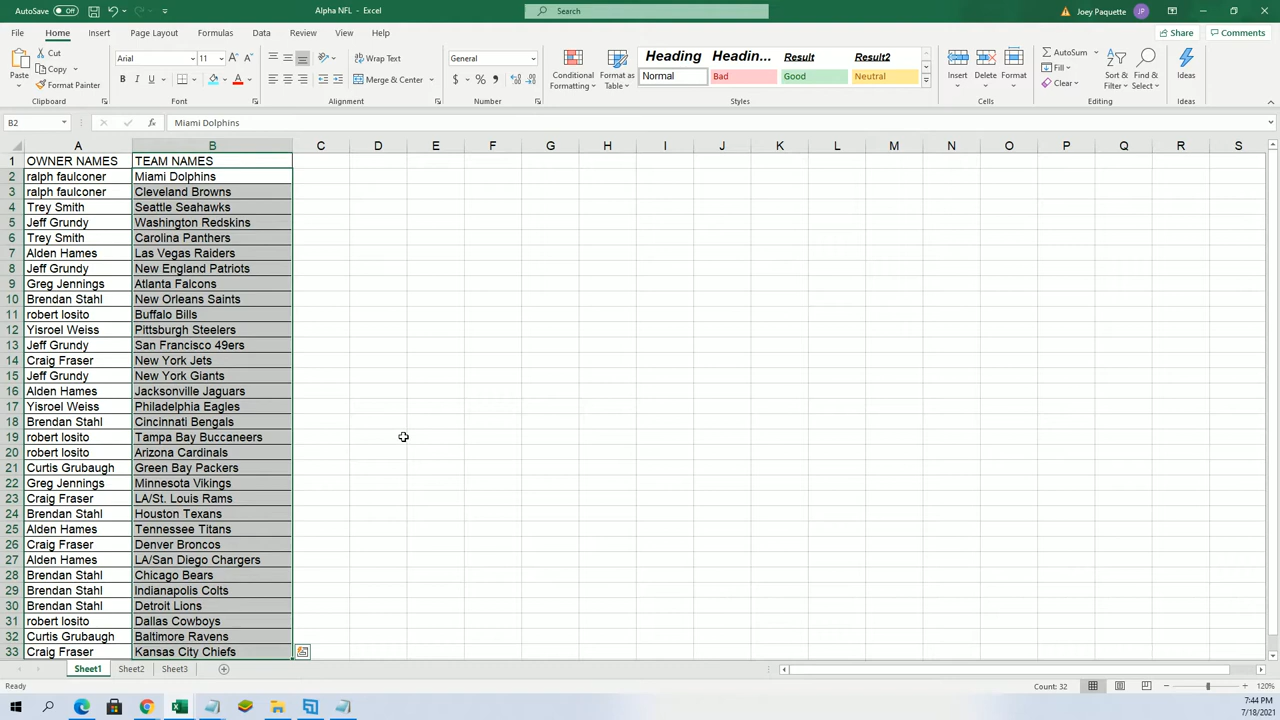 AutoSave Off Alpha NFL - Excel Search Joey Paquette JP
File Home Insert Page Layout Formulas Data Review View Help Share Comments
Cut Copy Format Painter Paste Clipboard
Arial 11 A A B I U A Font
ab Wrap Text Merge & Center Alignment
General $ % , Number
Conditional Formatting Format as Table
Heading Headin... Result Result2
Normal Bad Good Neutral
Styles
Insert Delete Format Cells
AutoSum Fill Clear Sort & Filter Find & Select Editing
Ideas Ideas
B2 fx Miami Dolphins
A B C D E F G H I J K L M N O P Q R S
1 OWNER NAMES TEAM NAMES
2 ralph faulconer Miami Dolphins
3 ralph faulconer Cleveland Browns
4 Trey Smith Seattle Seahawks
5 Jeff Grundy Washington Redskins
6 Trey Smith Carolina Panthers
7 Alden Hames Las Vegas Raiders
8 Jeff Grundy New England Patriots
9 Greg Jennings Atlanta Falcons
10 Brendan Stahl New Orleans Saints
11 robert losito Buffalo Bills
12 Yisroel Weiss Pittsburgh Steelers
13 Jeff Grundy San Francisco 49ers
14 Craig Fraser New York Jets
15 Jeff Grundy New York Giants
16 Alden Hames Jacksonville Jaguars
17 Yisroel Weiss Philadelphia Eagles
18 Brendan Stahl Cincinnati Bengals
19 robert losito Tampa Bay Buccaneers
20 robert losito Arizona Cardinals
21 Curtis Grubaugh Green Bay Packers
22 Greg Jennings Minnesota Vikings
23 Craig Fraser LA/St. Louis Rams
24 Brendan Stahl Houston Texans
25 Alden Hames Tennessee Titans
26 Craig Fraser Denver Broncos
27 Alden Hames LA/San Diego Chargers
28 Brendan Stahl Chicago Bears
29 Brendan Stahl Indianapolis Colts
30 Brendan Stahl Detroit Lions
31 robert losito Dallas Cowboys
32 Curtis Grubaugh Baltimore Ravens
33 Craig Fraser Kansas City Chiefs
Sheet1 Sheet2 Sheet3
Ready Count: 32 120%
7:44 PM
7/18/2021